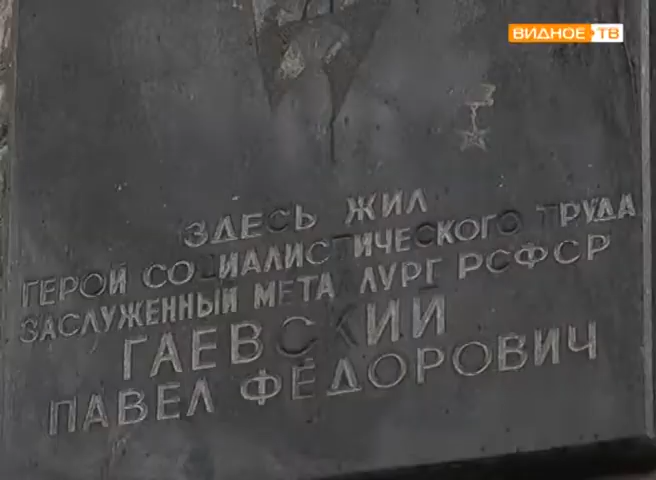 ВИДНОЕ ТВ
ЗДЕСЬ ЖИЛ
ГЕРОЙ СОЦИАЛИСТИЧЕСКОГО ТРУДА
ЗАСЛУЖЕННЫЙ МЕТАЛЛУРГ РСФСР
ГАЕВСКИЙ
ПАВЕЛ ФЁДОРОВИЧ